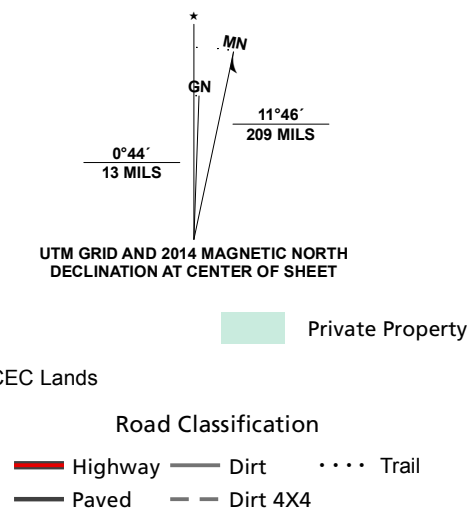 ★
MN
GN
11°46´
209 MILS
0°44´
13 MILS
UTM GRID AND 2014 MAGNETIC NORTH
DECLINATION AT CENTER OF SHEET
Private Property
CEC Lands
Road Classification
Highway Dirt Trail
Paved Dirt 4X4